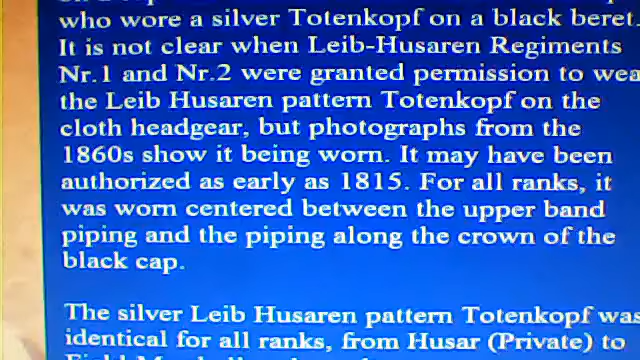 who wore a silver Totenkopf on a black beret.
It is not clear when Leib-Husaren Regiments
Nr.1 and Nr.2 were granted permission to wea
the Leib Husaren pattern Totenkopf on the
cloth headgear, but photographs from the
1860s show it being worn. It may have been
authorized as early as 1815. For all ranks, it
was worn centered between the upper band
piping and the piping along the crown of the
black cap.
The silver Leib Husaren pattern Totenkopf was
identical for all ranks, from Husar (Private) to